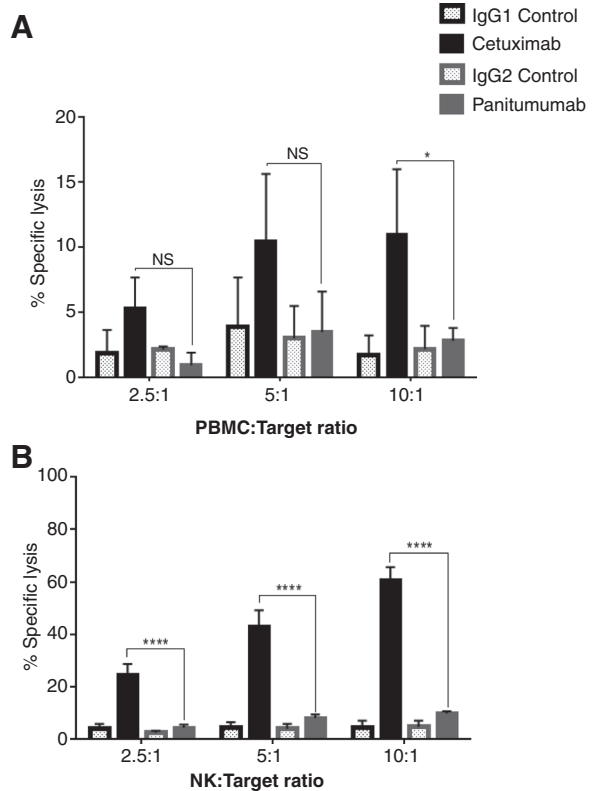 A
IgG1 Control
Cetuximab
IgG2 Control
Panitumumab
% Specific lysis
20
15
10
5
0
NS
NS
*
2.5:1
5:1
10:1
PBMC:Target ratio
B
% Specific lysis
100
80
60
40
20
0
****
****
****
2.5:1
5:1
10:1
NK:Target ratio